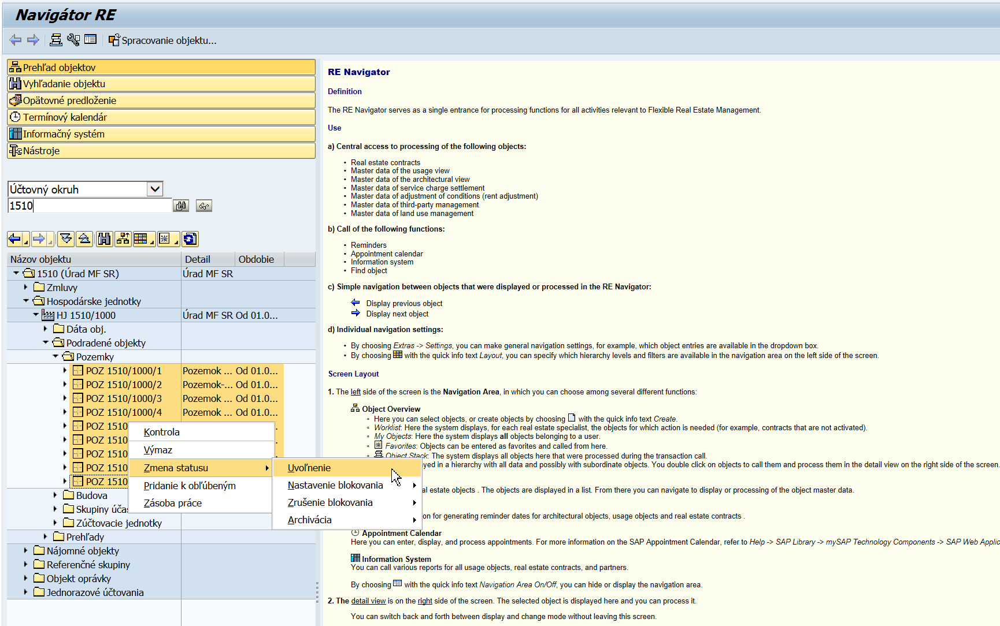 Navigátor RE
Spracovanie objektu...
Prehľad objektov
Vyhľadanie objektu
Opätovné predloženie
Termínový kalendár
Informačný systém
Nástroje
Účtovný okruh
1510
Názov objektu Detail Obdobie
1510 (Úrad MF SR) Úrad MF SR
Zmluvy
Hospodárske jednotky
HJ 1510/1000 Úrad MF SR Od 01.0...
Dáta obj.
Podradené objekty
Pozemky
POZ 1510/1000/1 Pozemok ... Od 01.0...
POZ 1510/1000/2 Pozemok-... Od 01.0...
POZ 1510/1000/3 Pozemok ... Od 01.0...
POZ 1510/1000/4 Pozemok ... Od 01.0...
POZ 1510
POZ 1510
POZ 1510
POZ 1510
POZ 1510
Budova
Skupiny účas
Zúčtovacie jednotky
Prehľady
Nájomné objekty
Referenčné skupiny
Objekt oprávky
Jednorazové účtovania
Kontrola
Výmaz
Zmena statusu
Pridanie k obľúbeným
Zásoba práce
Uvoľnenie
Nastavenie blokovania
Zrušenie blokovania
Archivácia
RE Navigator
Definition
The RE Navigator serves as a single entrance for processing functions for all activities relevant to Flexible Real Estate Management.
Use
a) Central access to processing of the following objects:
• Real estate contracts
• Master data of the usage view
• Master data of the architectural view
• Master data of service charge settlement
• Master data of adjustment of conditions (rent adjustment)
• Master data of third-party management
• Master data of land use management
b) Call of the following functions:
• Reminders
• Appointment calendar
• Information system
• Find object
c) Simple navigation between objects that were displayed or processed in the RE Navigator:
Display previous object
Display next object
d) Individual navigation settings:
• By choosing Extras -> Settings, you can make general navigation settings, for example, which object entries are available in the dropdown box.
• By choosing with the quick info text Layout, you can specify which hierarchy levels and filters are available in the navigation area on the left side of the screen.
Screen Layout
1. The left side of the screen is the Navigation Area, in which you can choose among several different functions:
Object Overview
◦ Here you can select objects, or create objects by choosing with the quick info text Create.
◦ Worklist: Here the system displays, for each real estate specialist, the objects for which action is needed (for example, contracts that are not activated).
◦ My Objects: Here the system displays all objects belonging to a user.
◦ Favorites: Objects can be entered as favorites and called from here.
◦ Object Stack: The system displays all objects here that were processed during the transaction call.
yed in a hierarchy with all data and possibly with subordinate objects. You double click on objects to call them and process them in the detail view on the right side of the screen.
al estate objects . The objects are displayed in a list. From there you can navigate to display or processing of the object master data.
on for generating reminder dates for architectural objects, usage objects and real estate contracts .
Appointment Calendar
Here you can enter, display, and process appointments. For more information on the SAP Appointment Calendar, refer to Help -> SAP Library -> mySAP Technology Components -> SAP Web Applic
Information System
You can call various reports for all usage objects, real estate contracts, and partners.
By choosing with the quick info text Navigation Area On/Off, you can hide or display the navigation area.
2. The detail view is on the right side of the screen. The selected object is displayed here and you can process it.
You can switch back and forth between display and change mode without leaving this screen.